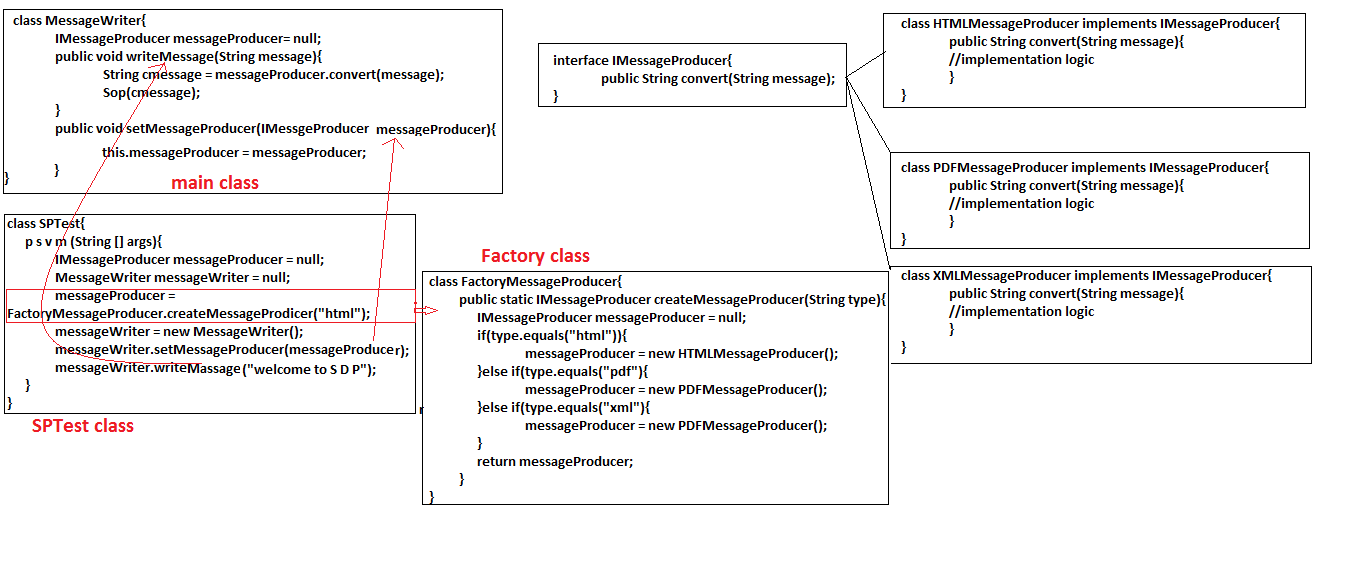 class MessageWriter{
IMessageProducer messageProducer= null;
public void writeMessage(String message){
String cmessage = messageProducer.convert(message);
Sop(cmessage);
}
public void setMessageProducer(IMessgeProducer messageProducer){
this.messageProducer = messageProducer;
}
}
main class
class SPTest{
p s v m (String [] args){
IMessageProducer messageProducer = null;
MessageWriter messageWriter = null;
messageProducer =
FactoryMessageProducer.createMessageProdicer("html");
messageWriter = new MessageWriter();
messageWriter.setMesageProducer(messageProducer);
messageWriter.writeMassage("welcome to S D P");
}
}
SPTest class
interface IMessageProducer{
public String convert(String message);
}
Factory class
class FactoryMessageProducer{
public static IMessageProducer createMessageProducer(String type){
IMessageProducer messageProducer = null;
if(type.equals("html")){
messageProducer = new HTMLMessageProducer();
}else if(type.equals("pdf"){
messageProducer = new PDFMessageProducer();
}else if(type.equals("xml"){
messageProducer = new PDFMessageProducer();
}
return messageProducer;
}
}
r
class HTMLMessageProducer implements IMessageProducer{
public String convert(String message){
//implementation logic
}
}
class PDFMessageProducer implements IMessageProducer{
public String convert(String message){
//implementation logic
}
}
class XMLMessageProducer implements IMessageProducer{
public String convert(String message){
//implementation logic
}
}